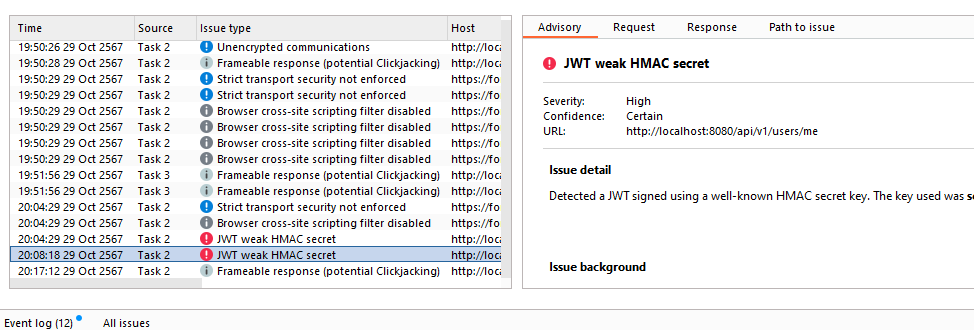 Time Source Issue type Host
19:50:26 29 Oct 2567 Task 2 Unencrypted communications http://loca
19:50:28 29 Oct 2567 Task 2 Frameable response (potential Clickjacking) http://loca
19:50:29 29 Oct 2567 Task 2 Strict transport security not enforced https://fo
19:50:29 29 Oct 2567 Task 2 Strict transport security not enforced https://fo
19:50:29 29 Oct 2567 Task 2 Browser cross-site scripting filter disabled https://fo
19:50:29 29 Oct 2567 Task 2 Browser cross-site scripting filter disabled https://fo
19:50:29 29 Oct 2567 Task 2 Browser cross-site scripting filter disabled https://fo
19:50:29 29 Oct 2567 Task 2 Browser cross-site scripting filter disabled https://fo
19:51:56 29 Oct 2567 Task 3 Frameable response (potential Clickjacking) https://fo
19:51:56 29 Oct 2567 Task 3 Frameable response (potential Clickjacking) https://fo
20:04:29 29 Oct 2567 Task 2 Strict transport security not enforced https://fo
20:04:29 29 Oct 2567 Task 2 Browser cross-site scripting filter disabled https://fo
20:04:29 29 Oct 2567 Task 2 JWT weak HMAC secret http://loca
20:08:18 29 Oct 2567 Task 2 JWT weak HMAC secret http://loca
20:17:12 29 Oct 2567 Task 2 Frameable response (potential Clickjacking) http://loca
Advisory Request Response Path to issue
JWT weak HMAC secret
Severity: High
Confidence: Certain
URL: http://localhost:8080/api/v1/users/me
Issue detail
Detected a JWT signed using a well-known HMAC secret key. The key used was
Issue background
Event log (12) All issues